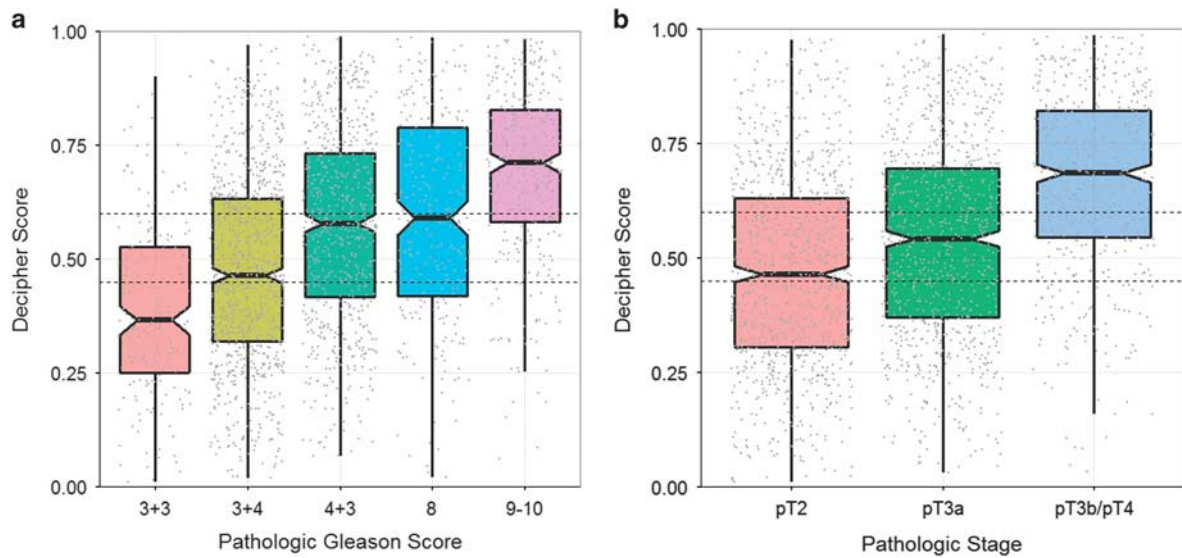 a
1.00
0.75
0.50
0.25
0.00
Decipher Score
3+3 3+4 4+3 8 9-10
Pathologic Gleason Score
b
1.00
0.75
0.50
0.25
0.00
Decipher Score
pT2 pT3a pT3b/pT4
Pathologic Stage